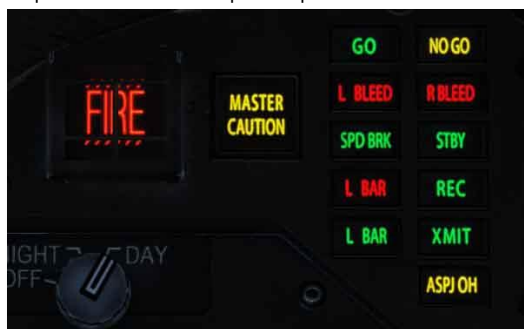 GO NO GO
L BLEED R BLEED
FIRE
MASTER
CAUTION
SPD BRK STBY
L BAR REC
L BAR XMIT
ASPJ OH
NIGHT DAY
OFF